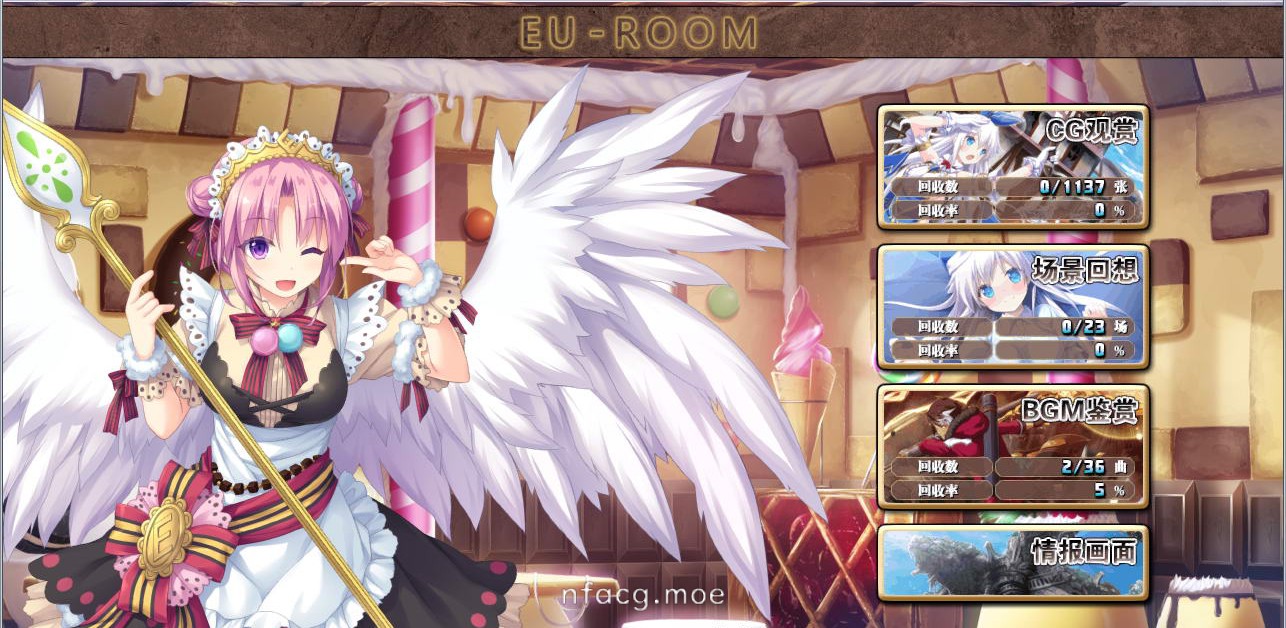 EU-ROOM
CG观赏
回收数 0/1137 张
回收率 0 %
场景回想
回收数 0/23 场
回收率 0 %
BGM鉴赏
回收数 2/36 曲
回收率 5 %
情报画面
nfacg.moe